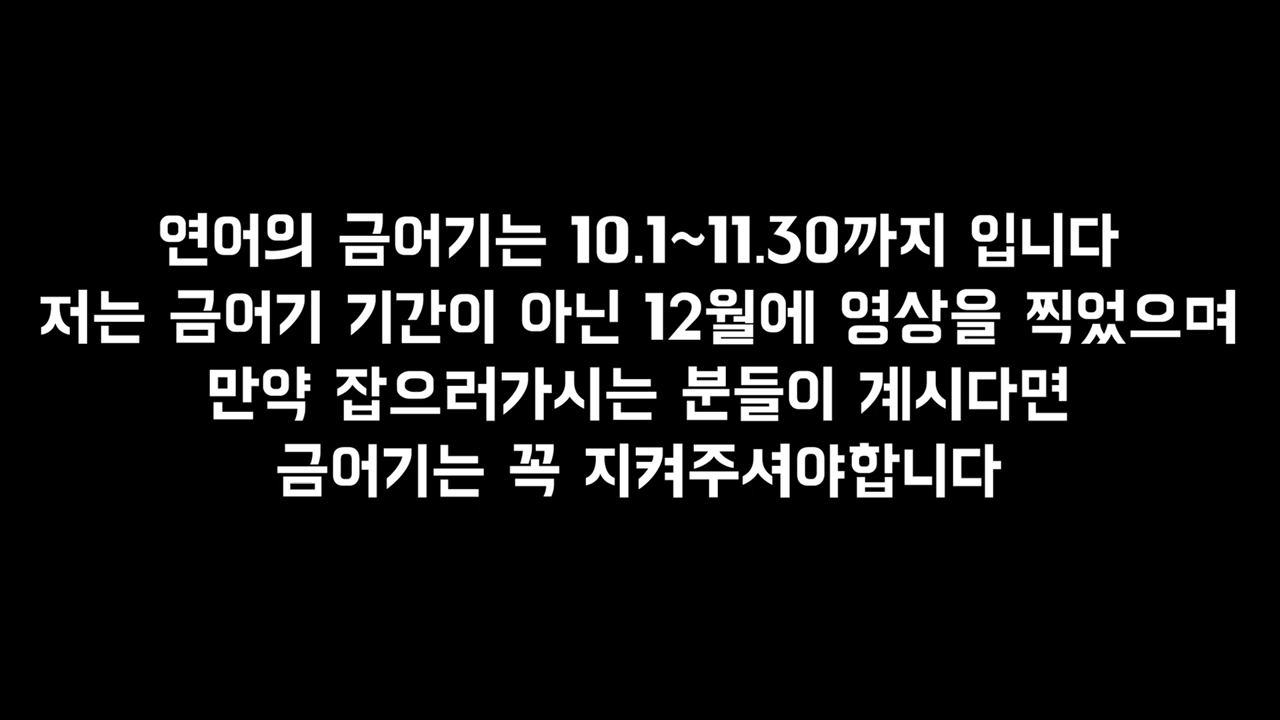 연어의 금어기는 10.1~11.30까지 입니다
저는 금어기 기간이 아닌 12월에 영상을 찍었으며
만약 잡으러가시는 분들이 계시다면
금어기는 꼭 지켜주셔야합니다